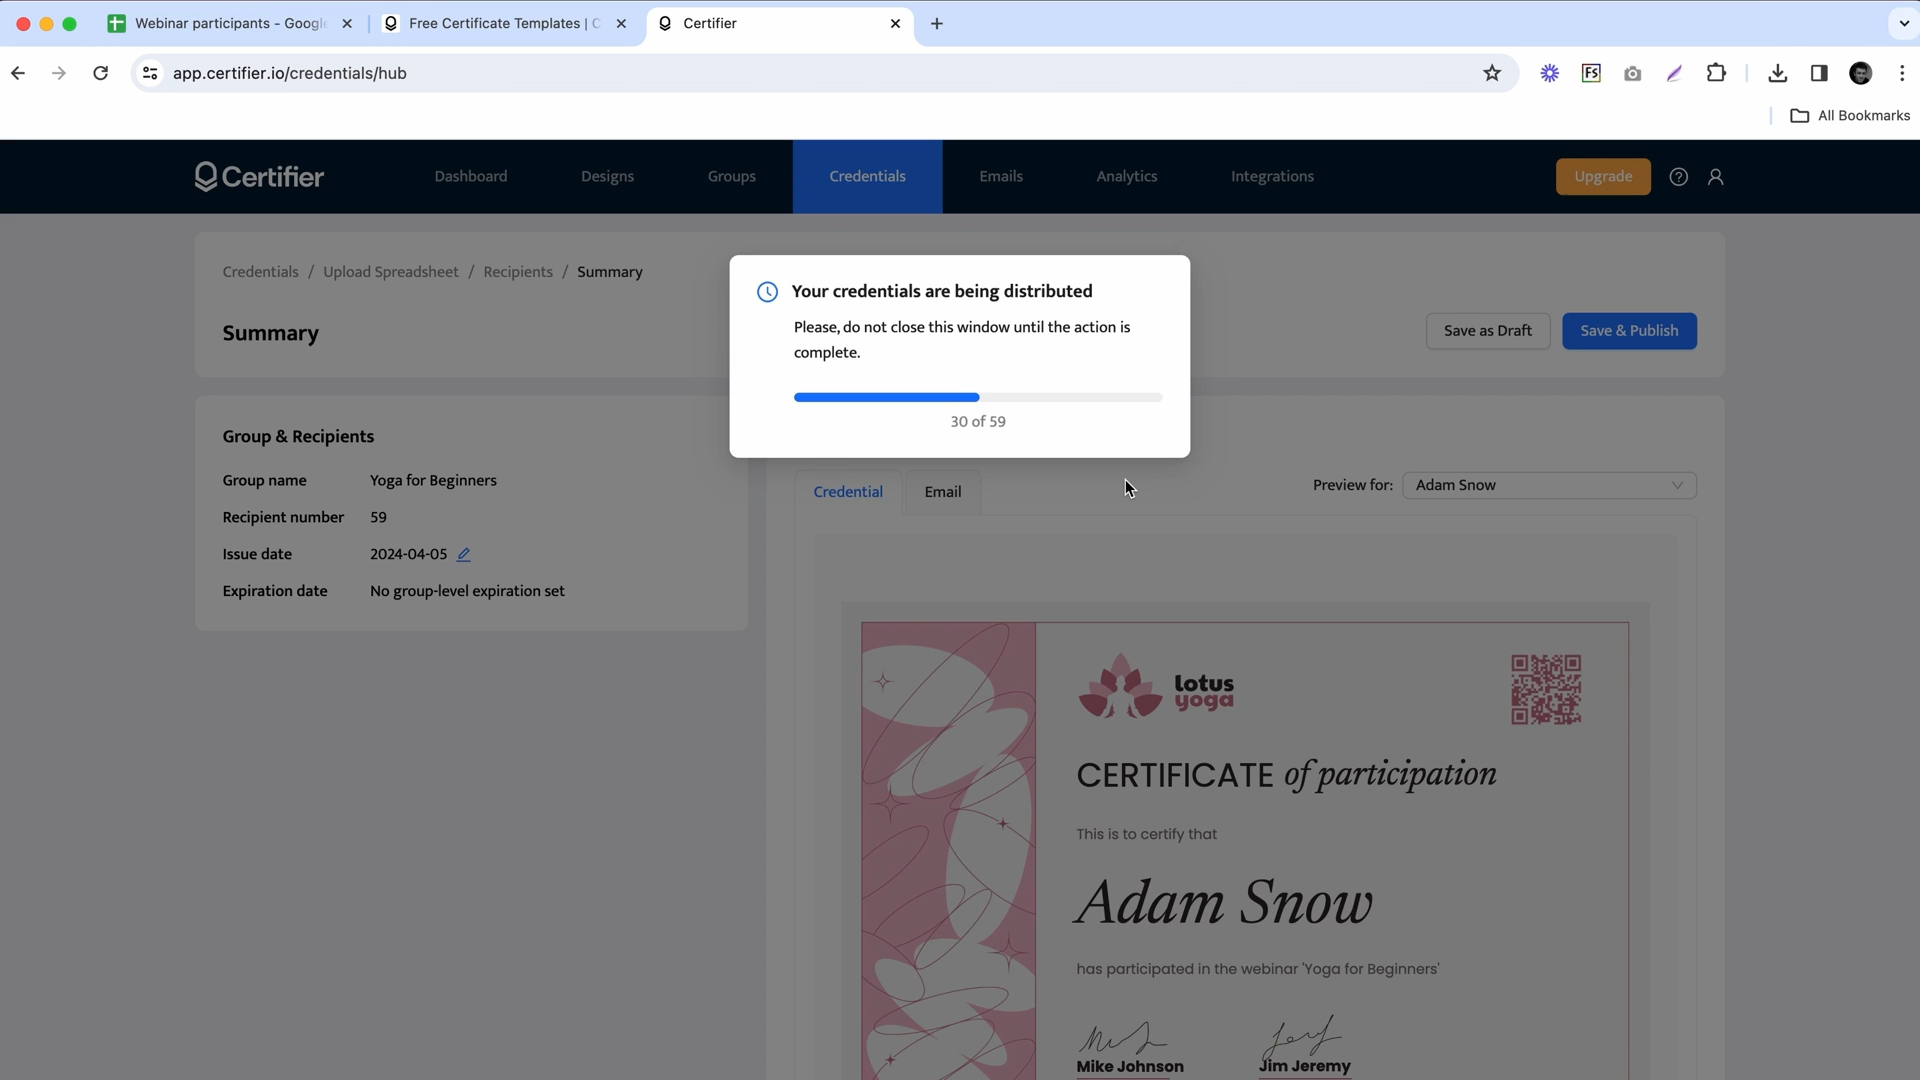 Webinar participants - Google
Free Certificate Templates | C
Certifier
app.certifier.io/credentials/hub
FS
All Bookmarks
Certifier
Dashboard
Designs
Groups
Credentials
Emails
Analytics
Integrations
Upgrade
Credentials / Upload Spreadsheet / Recipients / Summary
Summary
Save as Draft
Save & Publish
Your credentials are being distributed
Please, do not close this window until the action is
complete.
30 of 59
Group & Recipients
Group name Yoga for Beginners
Recipient number 59
Issue date 2024-04-05
Expiration date No group-level expiration set
Credential
Email
Preview for: Adam Snow
lotus
yoga
CERTIFICATE of participation
This is to certify that
Adam Snow
has participated in the webinar 'Yoga for Beginners'
Mike Johnson
Jim Jeremy